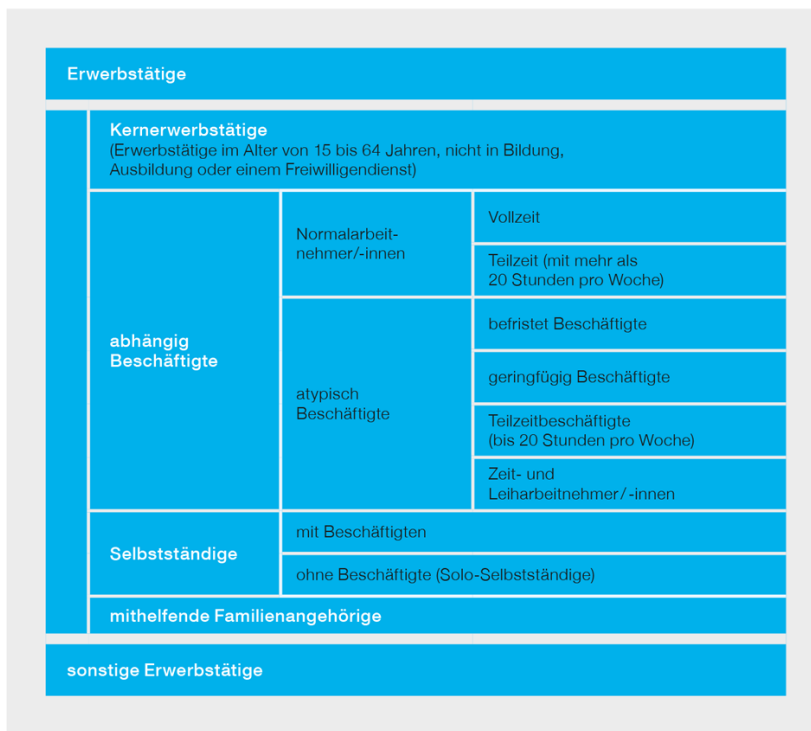 Erwerbstätige
Kernerwerbstätige
(Erwerbstätige im Alter von 15 bis 64 Jahren, nicht in Bildung,
Ausbildung oder einem Freiwilligendienst)
abhängig
Beschäftigte
Normalarbeit-
nehmer/-innen
Vollzeit
Teilzeit (mit mehr als
20 Stunden pro Woche)
atypisch
Beschäftigte
befristet Beschäftigte
geringfügig Beschäftigte
Teilzeitbeschäftigte
(bis 20 Stunden pro Woche)
Zeit- und
Leiharbeitnehmer/-innen
Selbstständige
mit Beschäftigten
ohne Beschäftigte (Solo-Selbstständige)
mithelfende Familienangehörige
sonstige Erwerbstätige